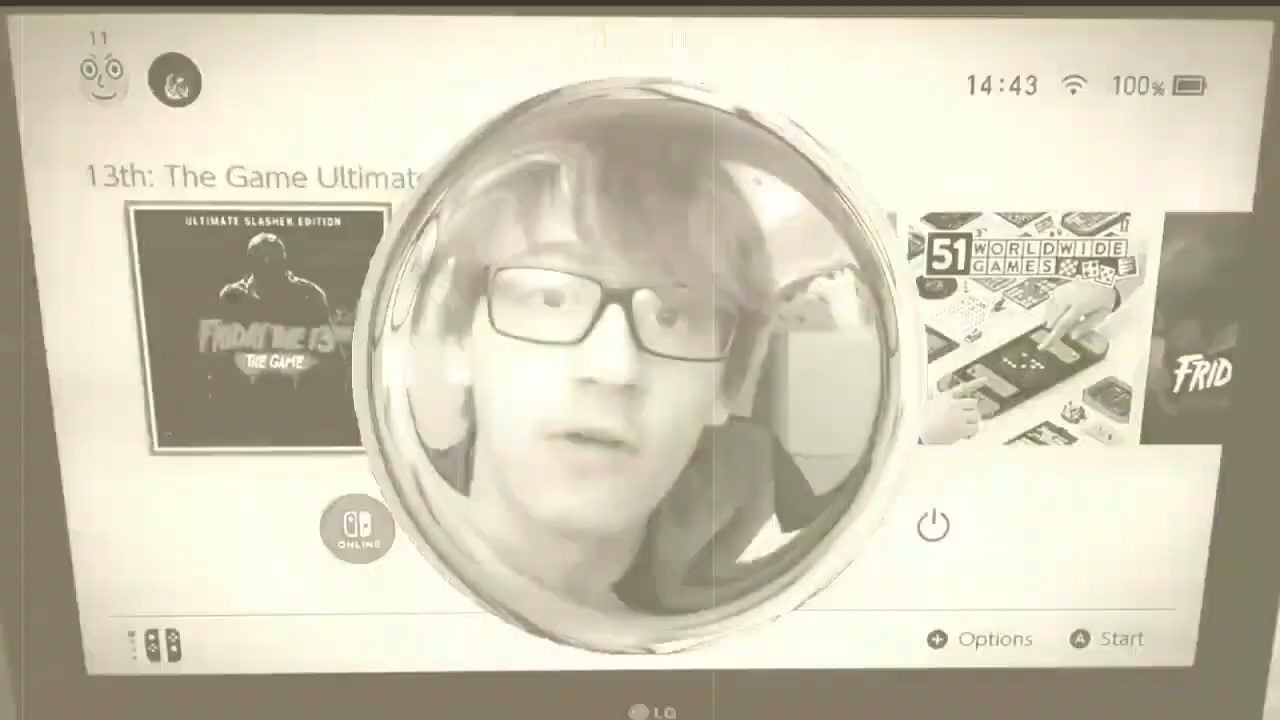 11
14:43
100%
13th: The Game Ultimat
ULTIMATE SLASHER EDITION
FRIDAY THE 13TH
THE GAME
51 WORLDWIDE
GAMES
FRID
ONLINE
Options
A Start
LG